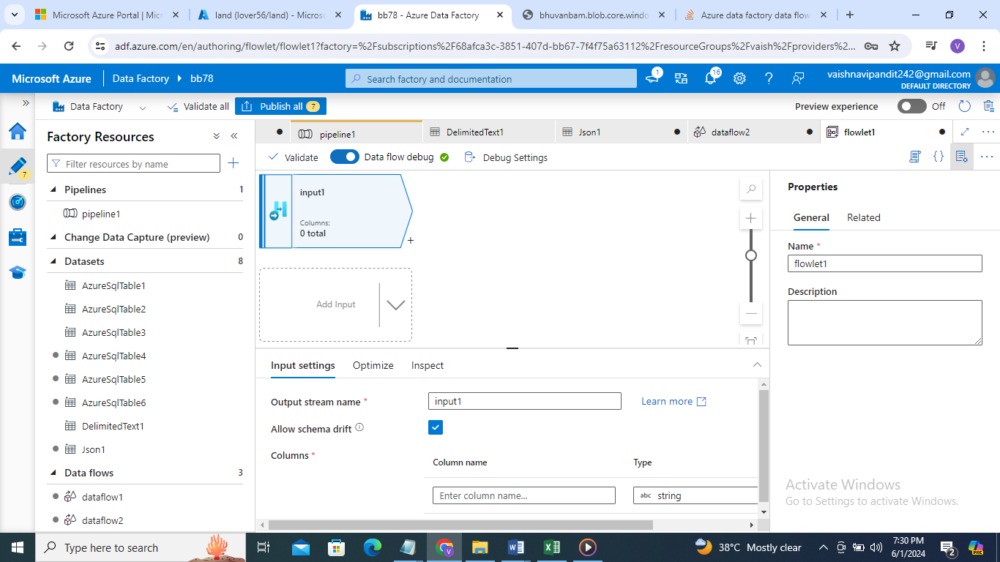 Microsoft Azure Portal | Micr
land (lover56/land) - Microso
bb78 - Azure Data Factory
bhuvanbam.blob.core.windo
Azure data factory data flow
adf.azure.com/en/authoring/flowlet/flowlet1?factory=%2Fsubscriptions%2F68afca3c-3851-407d-bb67-7f4f75a63112%2FresourceGroups%2Fvaish%2Fproviders%2...
V
Microsoft Azure
Data Factory
bb78
Search factory and documentation
1
16
vaishnavipandit242@gmail.com
DEFAULT DIRECTORY
Data Factory
Validate all
Publish all
7
Preview experience
Off
7
Factory Resources
Filter resources by name
Pipelines 1
pipeline1
Change Data Capture (preview) 0
Datasets 8
AzureSqlTable1
AzureSqlTable2
AzureSqlTable3
AzureSqlTable4
AzureSqlTable5
AzureSqlTable6
DelimitedText1
Json1
Data flows 3
dataflow1
dataflow2
pipeline1
DelimitedText1
Json1
dataflow2
flowlet1
Validate
Data flow debug
Debug Settings
input1
Columns:
0 total
Add Input
Input settings
Optimize
Inspect
Output stream name *
input1
Learn more
Allow schema drift
Columns *
Column name
Type
Enter column name...
abc string
Properties
General
Related
Name *
flowlet1
Description
Activate Windows
Go to Settings to activate Windows.
Type here to search
V
38°C Mostly clear
7:30 PM
6/1/2024
2
PRE